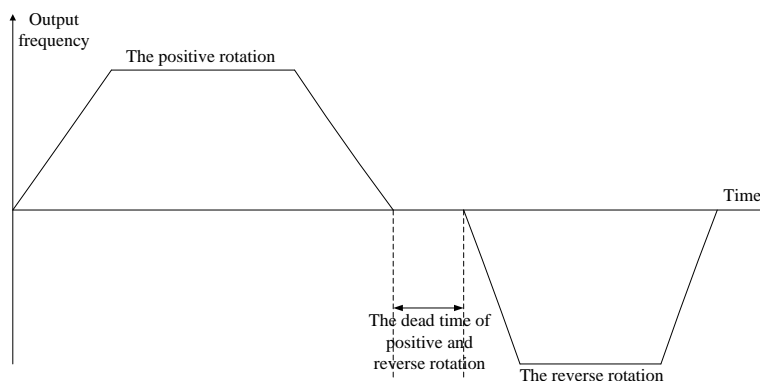 Output
frequency
The positive rotation
Time
The dead time of
positive and
reverse rotation
The reverse rotation